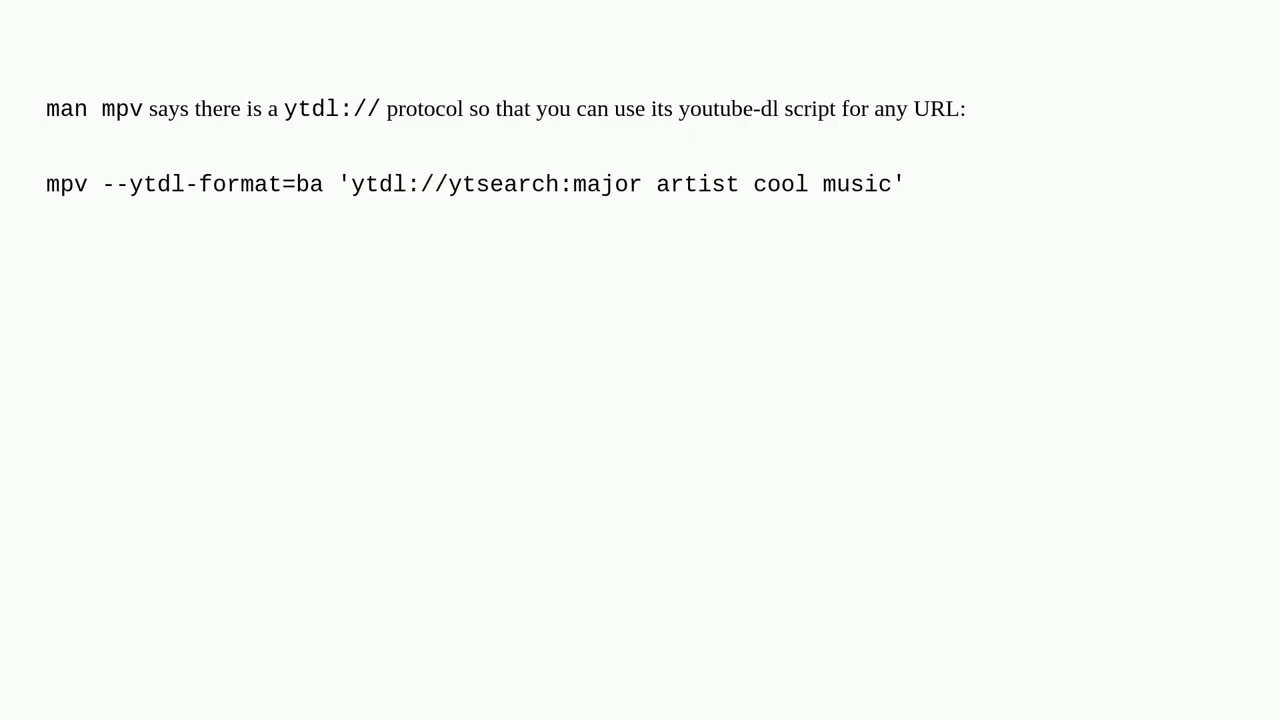 man mpv says there is a ytdl:// protocol so that you can use its youtube-dl script for any URL:
mpv --ytdl-format=ba 'ytdl://ytsearch:major artist cool music'